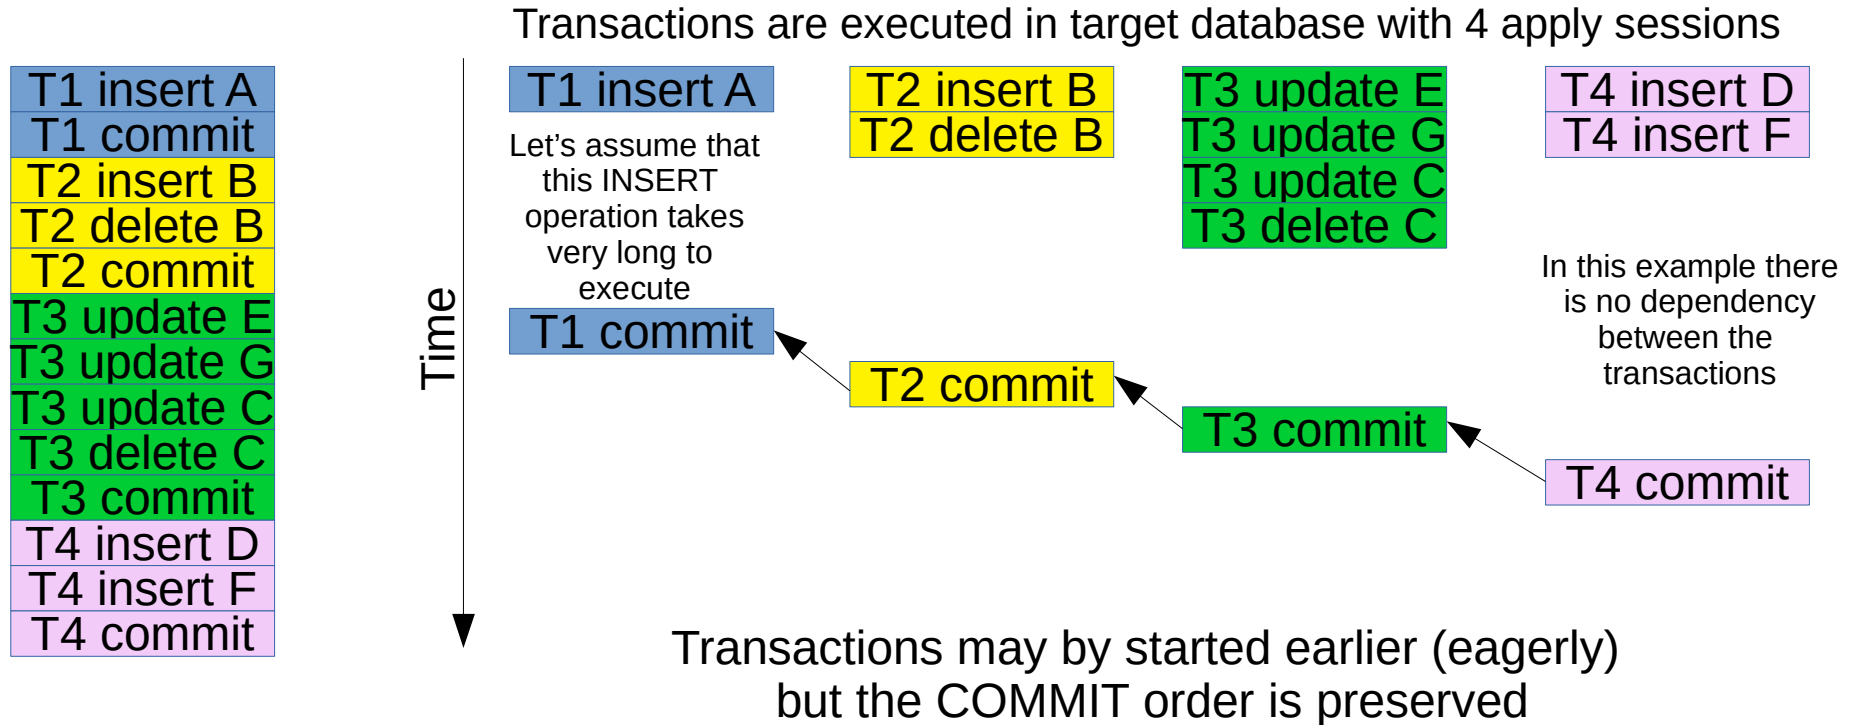 Transactions are executed in target database with 4 apply sessions
T1 insert A
T1 commit
T2 insert B
T2 delete B
T2 commit
T3 update E
T3 update G
T3 update C
T3 delete C
T3 commit
T4 insert D
T4 insert F
T4 commit
Time
T1 insert A
Let’s assume that
this INSERT
operation takes
very long to
execute
T1 commit
T2 insert B
T2 delete B
T2 commit
T3 update E
T3 update G
T3 update C
T3 delete C
T3 commit
T4 insert D
T4 insert F
In this example there
is no dependency
between the
transactions
T4 commit
Transactions may by started earlier (eagerly)
but the COMMIT order is preserved